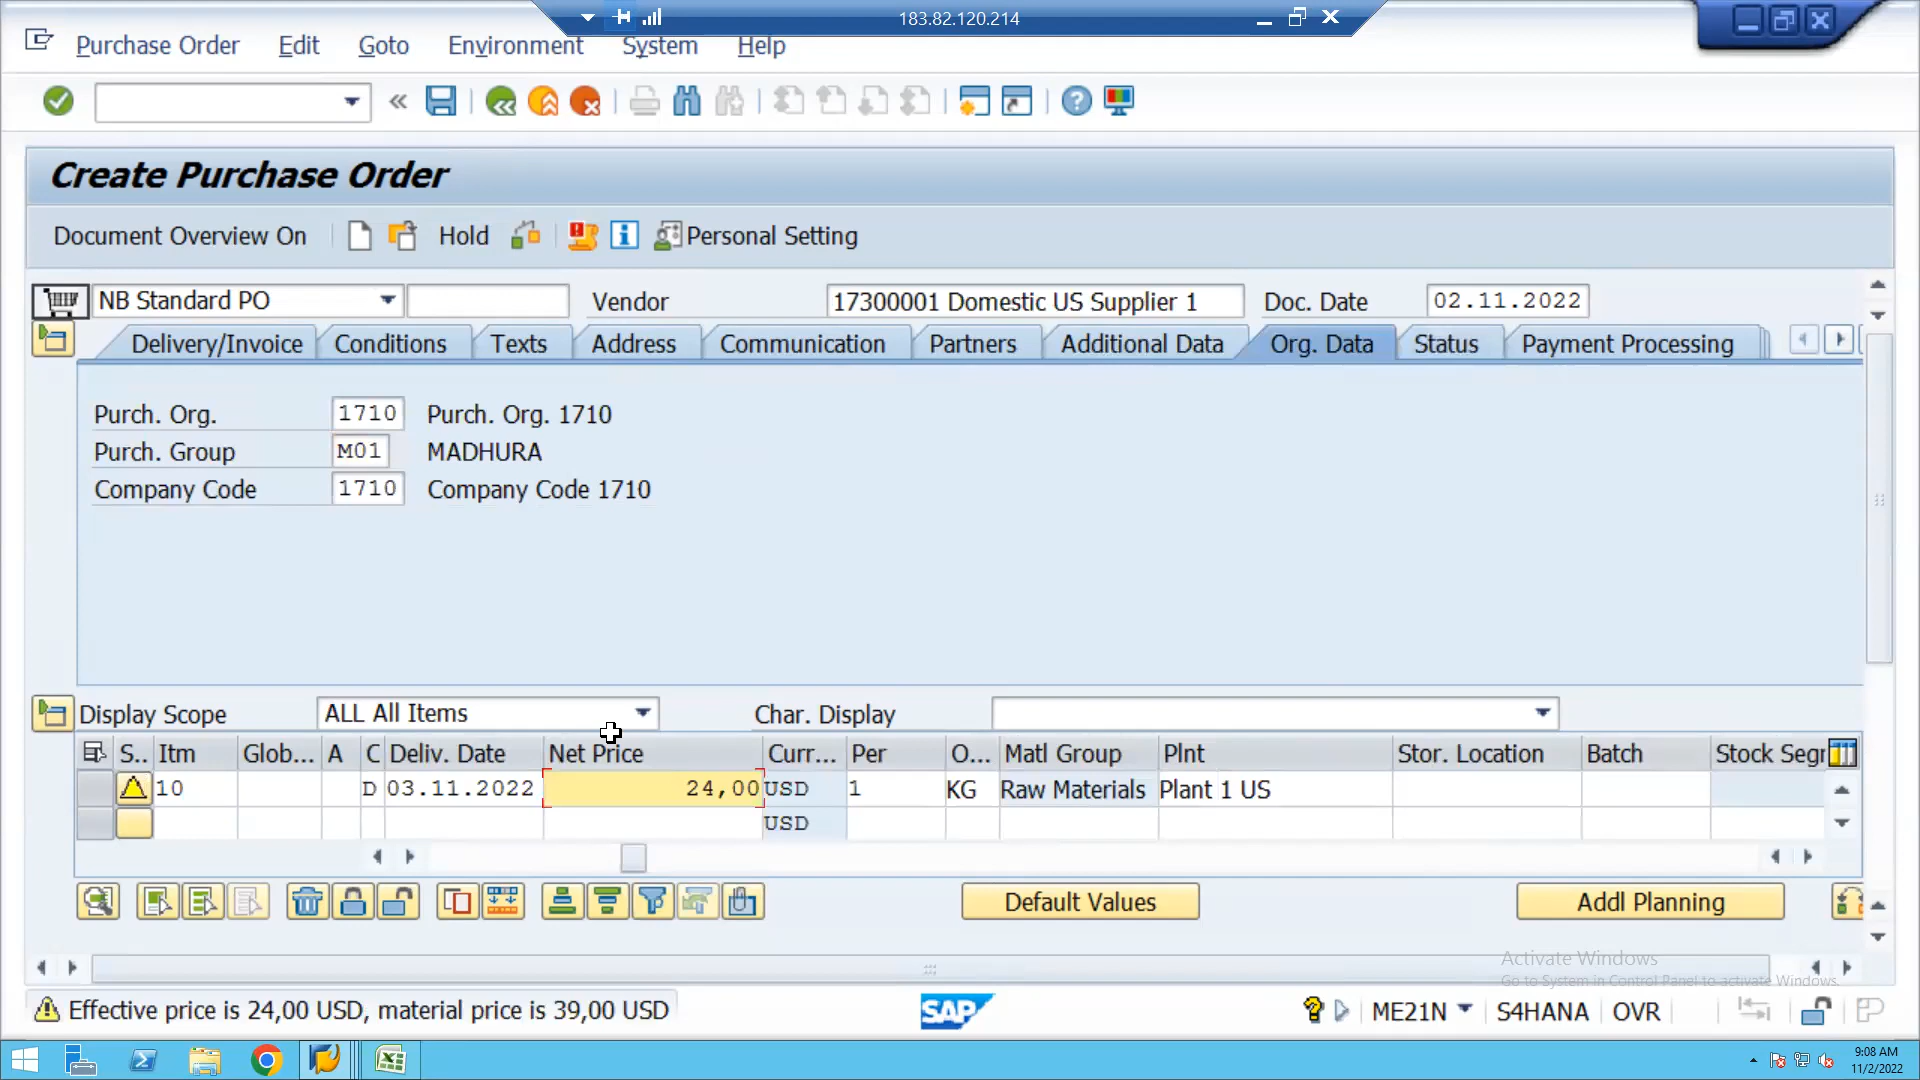 183.82.120.214
Purchase Order Edit Goto Environment System Help
Create Purchase Order
Document Overview On Hold Personal Setting
NB Standard PO Vendor 17300001 Domestic US Supplier 1 Doc. Date 02.11.2022
Delivery/Invoice Conditions Texts Address Communication Partners Additional Data Org. Data Status Payment Processing
Purch. Org. 1710 Purch. Org. 1710
Purch. Group M01 MADHURA
Company Code 1710 Company Code 1710
Display Scope ALL All Items Char. Display
S.. Itm Glob... A C Deliv. Date Net Price Curr... Per O... Matl Group Plnt Stor. Location Batch Stock Segr
10 D 03.11.2022 24,00 USD 1 KG Raw Materials Plant 1 US
USD
Default Values Addl Planning
Activate Windows
Go to System in Control Panel to activate Windows.
Effective price is 24,00 USD, material price is 39,00 USD SAP ME21N S4HANA OVR
9:08 AM
11/2/2022